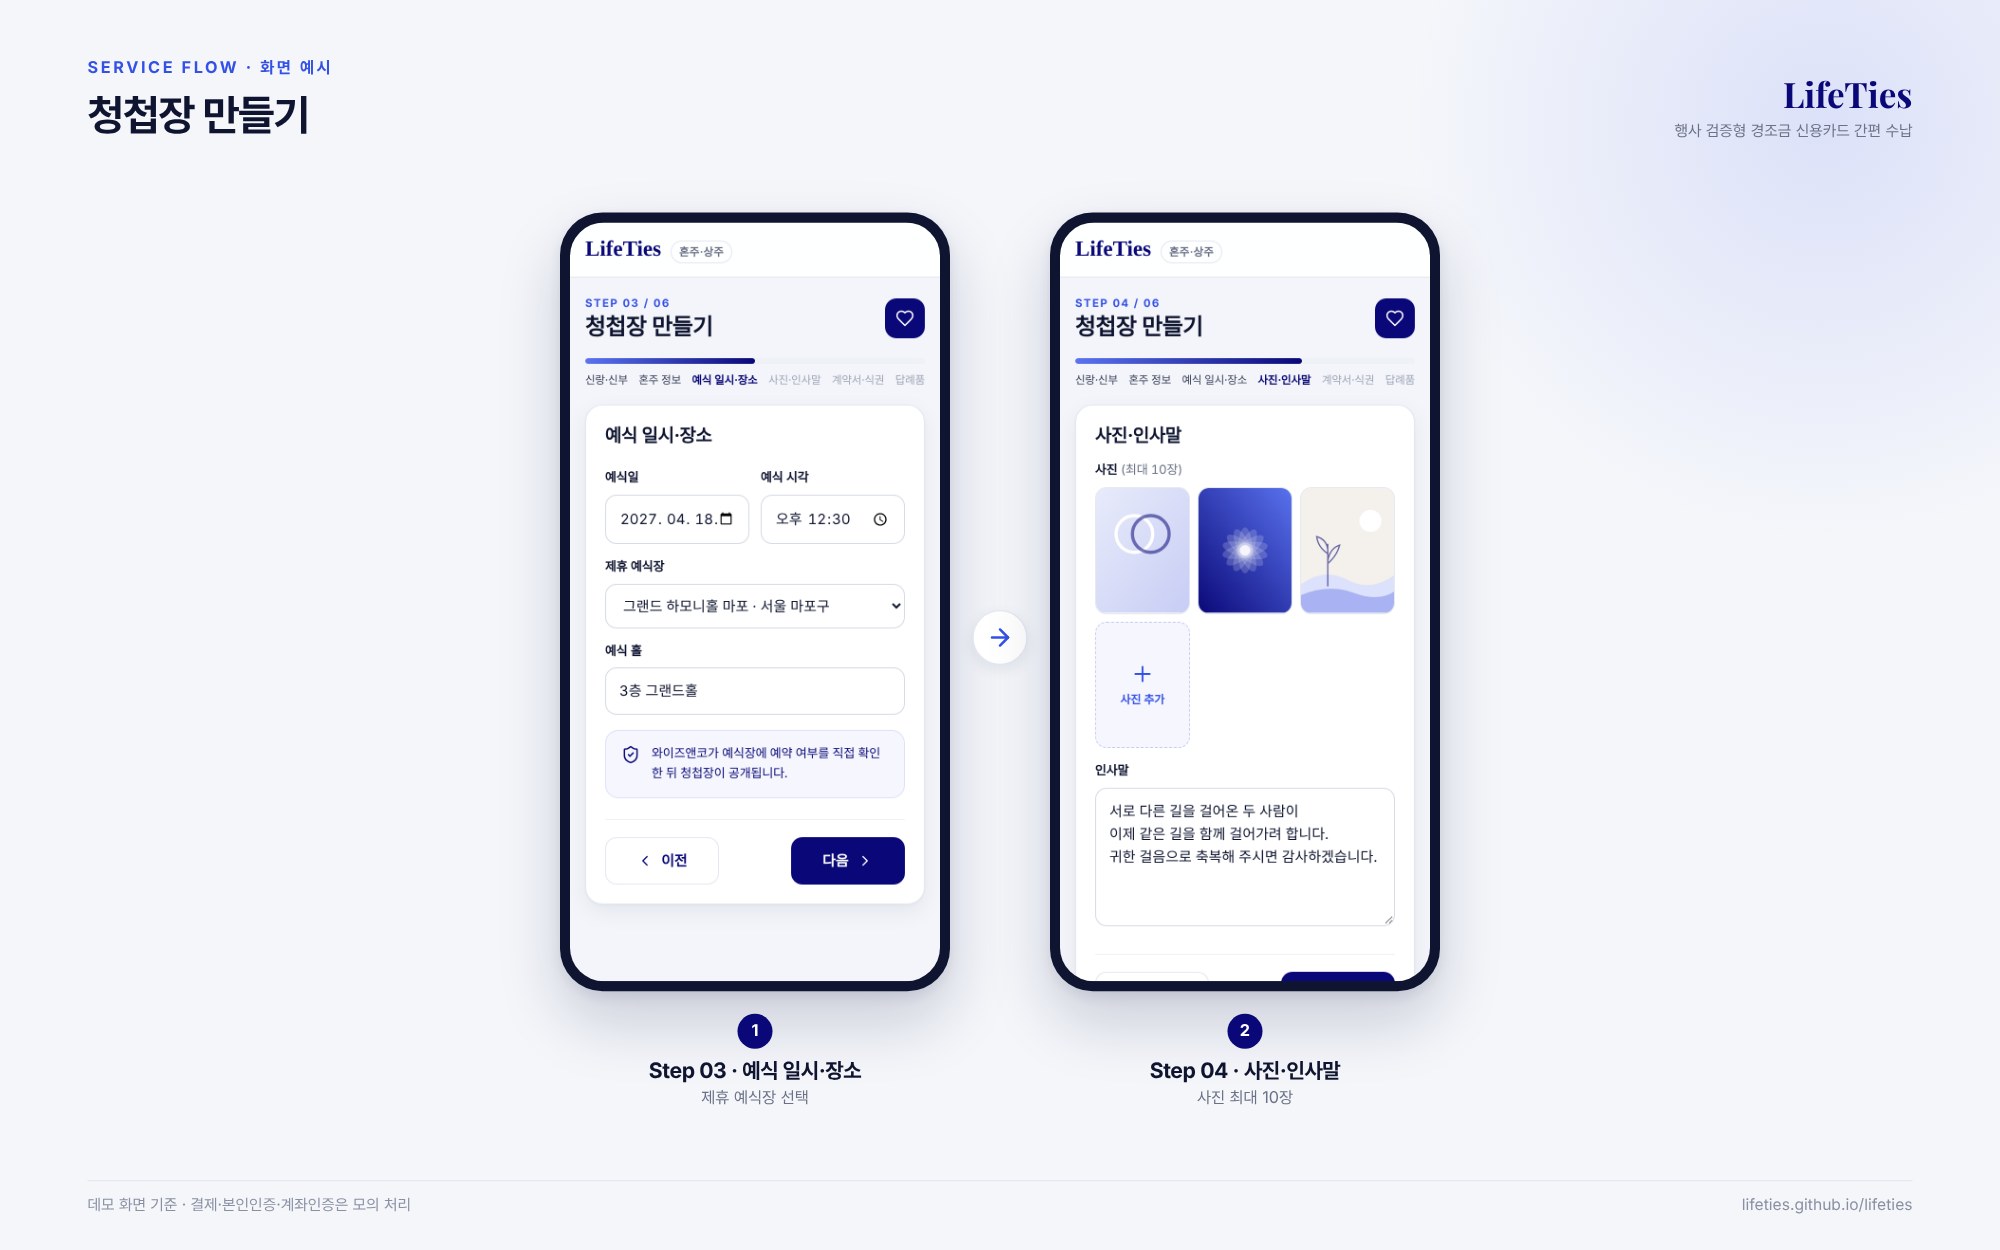 SERVICE FLOW · 화면 예시
청첩장 만들기
LifeTies
행사 검증형 경조금 신용카드 간편 수납
LifeTies 혼주·상주
STEP 03 / 06
청첩장 만들기
신랑·신부 혼주 정보 예식 일시·장소 사진·인사말 계약서·식권 답례품
예식 일시·장소
예식일 예식 시각
2027. 04. 18. 오후 12:30
제휴 예식장
그랜드 하모니홀 마포 · 서울 마포구
예식 홀
3층 그랜드홀
와이즈앤코가 예식장에 예약 여부를 직접 확인
한 뒤 청첩장이 공개됩니다.
이전 다음
1
Step 03 · 예식 일시·장소
제휴 예식장 선택
LifeTies 혼주·상주
STEP 04 / 06
청첩장 만들기
신랑·신부 혼주 정보 예식 일시·장소 사진·인사말 계약서·식권 답례품
사진·인사말
사진 (최대 10장)
사진 추가
인사말
서로 다른 길을 걸어온 두 사람이
이제 같은 길을 함께 걸어가려 합니다.
귀한 걸음으로 축복해 주시면 감사하겠습니다.
2
Step 04 · 사진·인사말
사진 최대 10장
데모 화면 기준 · 결제·본인인증·계좌인증은 모의 처리
lifeties.github.io/lifeties